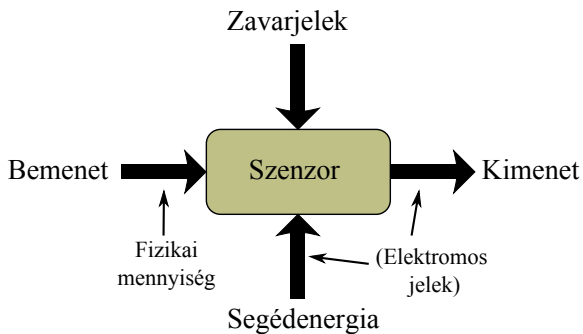 Zavarjelek
Bemenet
Szenzor
Kimenet
Fizikai
mennyiség
(Elektromos
jelek)
Segédenergia